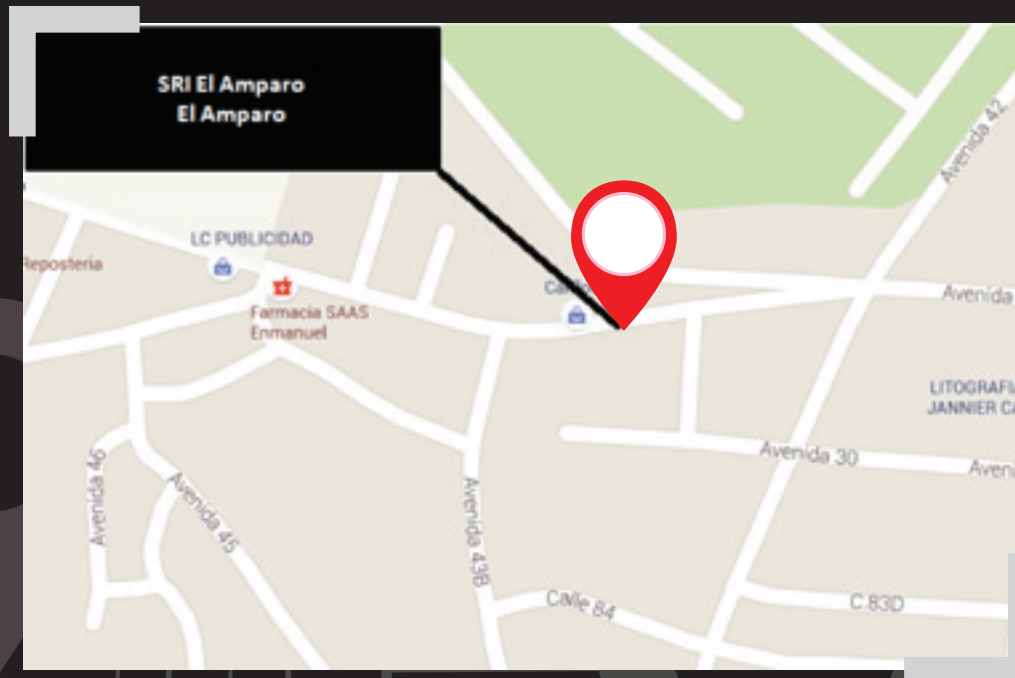 SRI El Amparo
El Amparo
Avenida 42
LC PUBLICIDAD
Reposteria
Farmacia SAAS
Enmanuel
Avenida
LITOGRAFIA
Avenida 30
Avenida 46
Avenida 45
Avenida 43B
Calle 84
C 83D